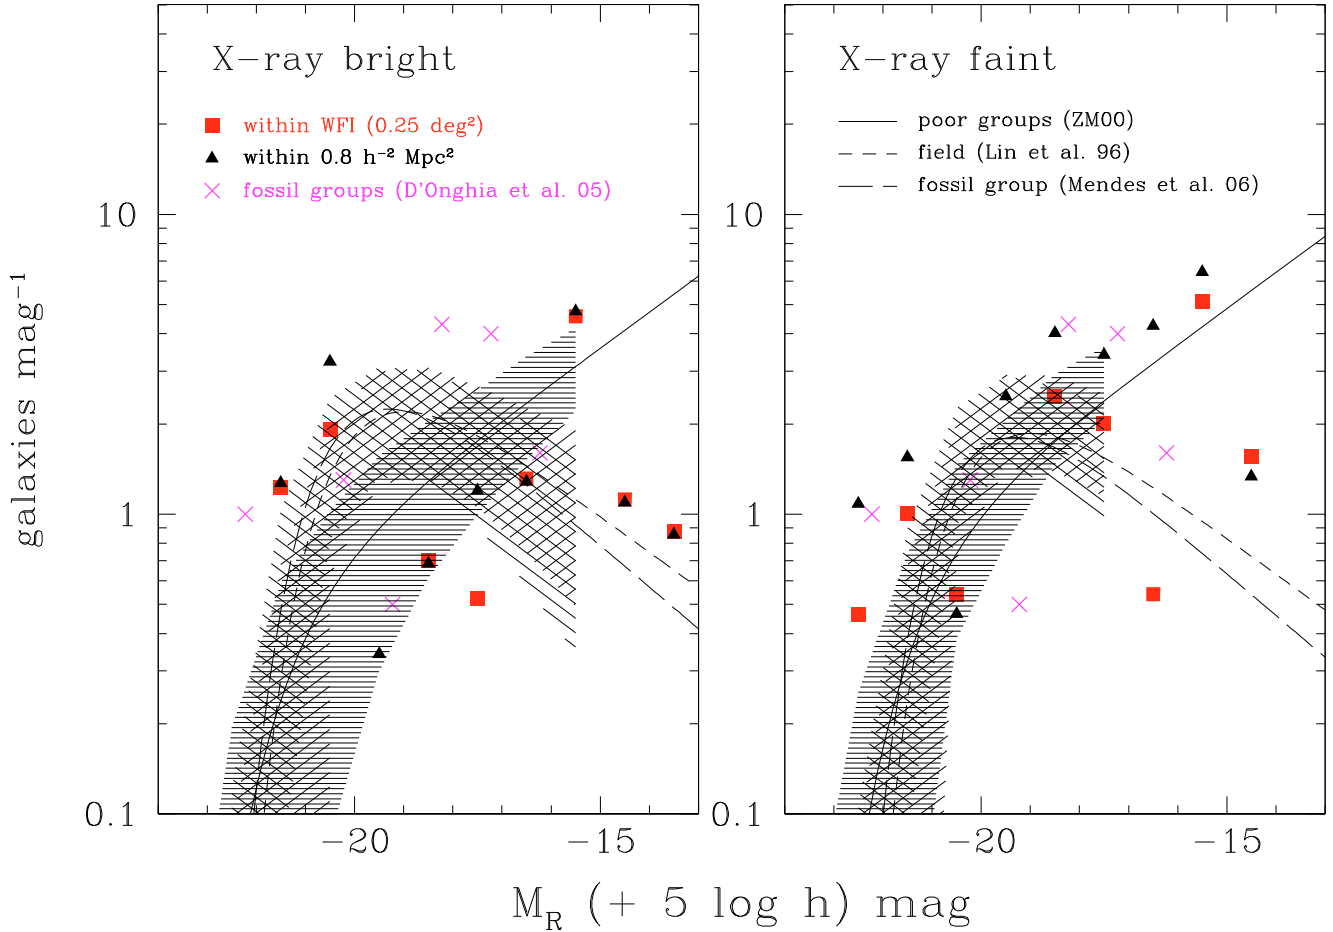 X-ray bright
within WFI (0.25 deg²)
within 0.8 h⁻² Mpc²
fossil groups (D'Onghia et al. 05)
X-ray faint
poor groups (ZM00)
field (Lin et al. 96)
fossil group (Mendes et al. 06)
galaxies mag⁻¹
10
1
0.1
10
1
0.1
−20
−15
−20
−15
M_R (+ 5 log h) mag